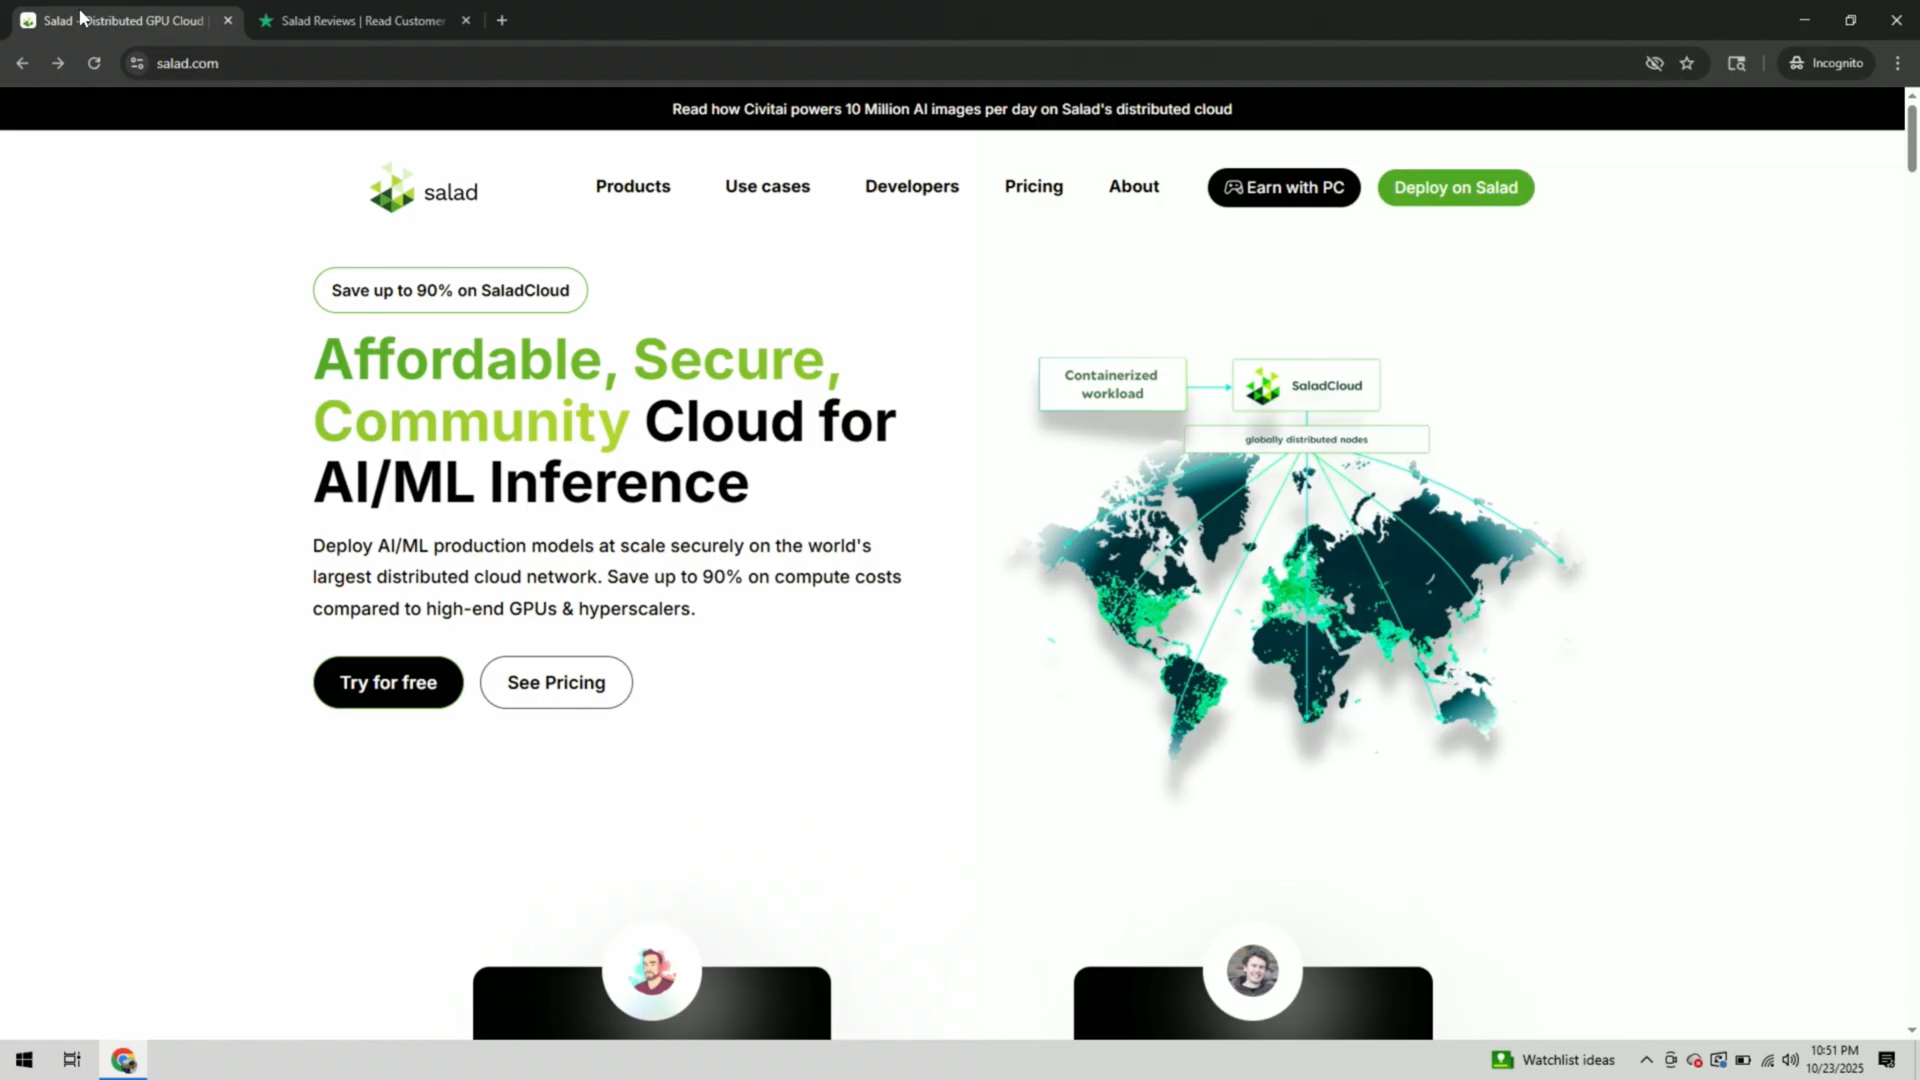 Salad - Distributed GPU Cloud
Salad Reviews | Read Customer
salad.com
Incognito
Read how Civitai powers 10 Million AI images per day on Salad's distributed cloud
salad
Products
Use cases
Developers
Pricing
About
Earn with PC
Deploy on Salad
Save up to 90% on SaladCloud
Affordable, Secure,
Community Cloud for
AI/ML Inference
Deploy AI/ML production models at scale securely on the world's
largest distributed cloud network. Save up to 90% on compute costs
compared to high-end GPUs & hyperscalers.
Try for free
See Pricing
Containerized
workload
SaladCloud
globally distributed nodes
Watchlist ideas
10:51 PM
10/23/2025